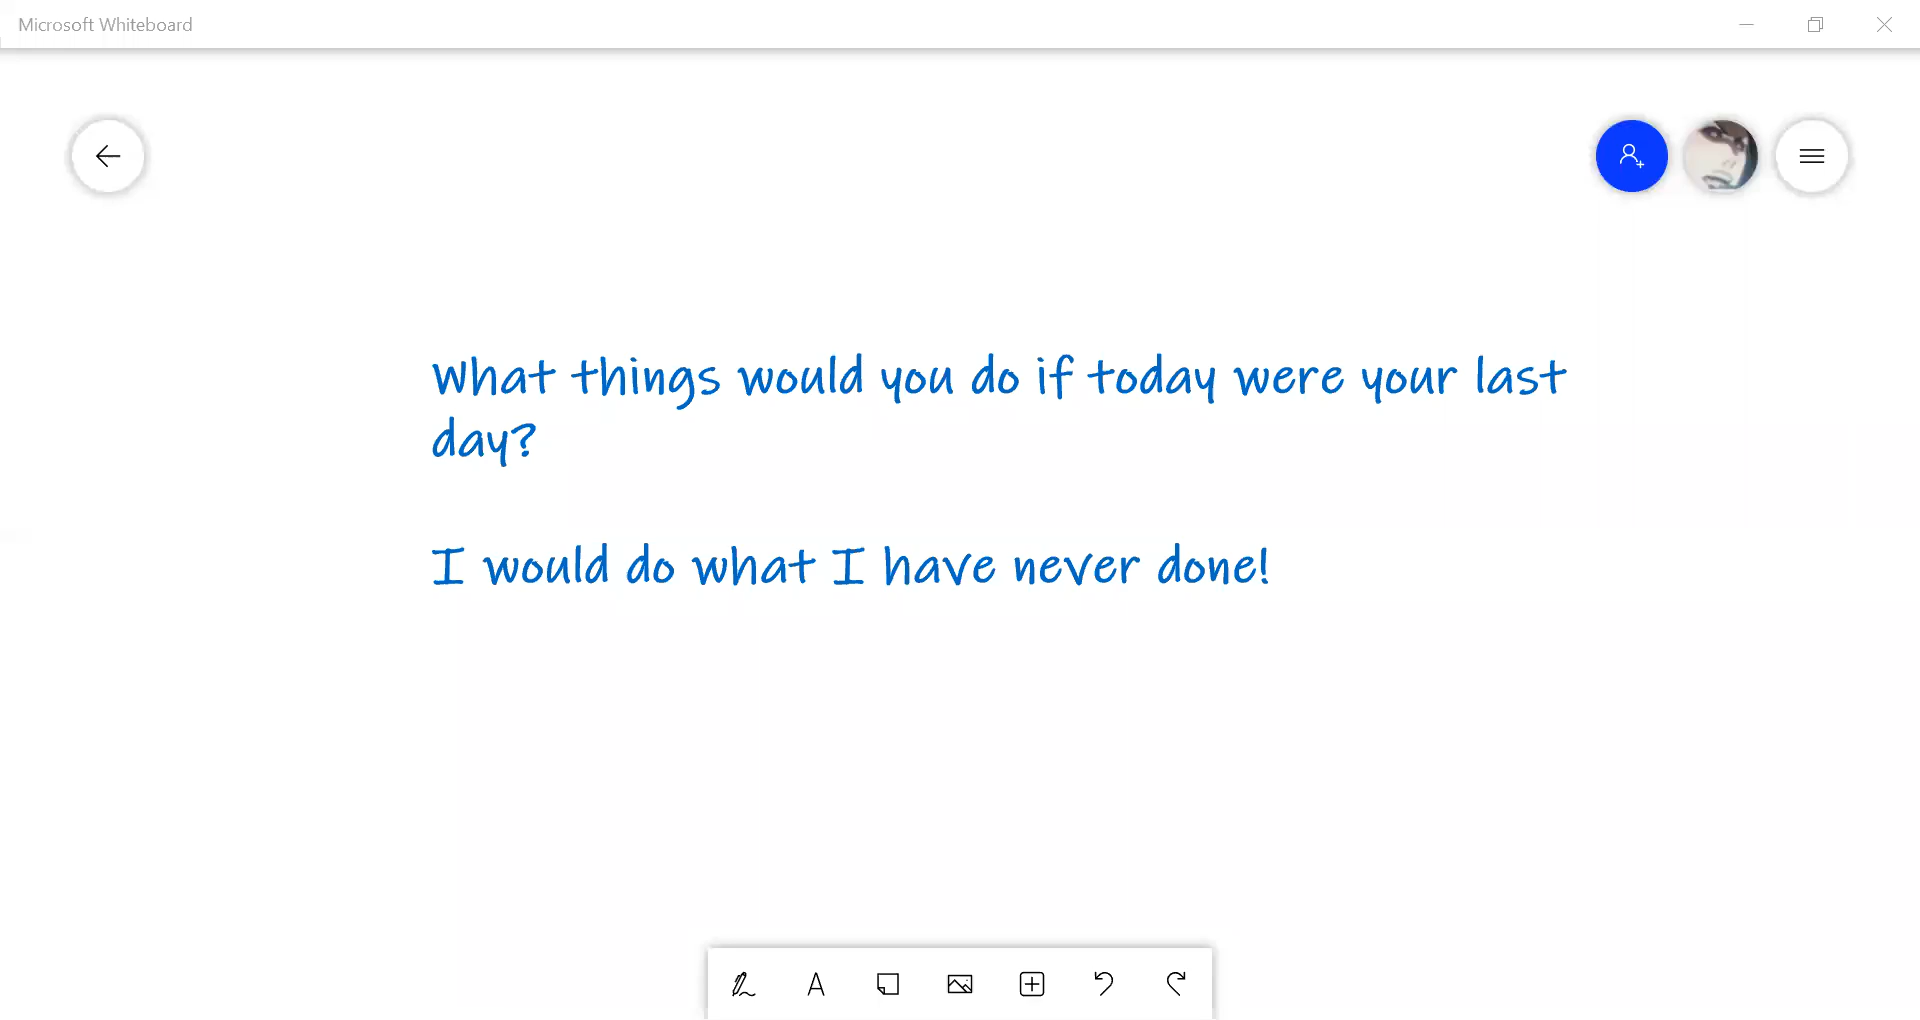 Microsoft Whiteboard
What things would you do if today were your last
day?
I would do what I have never done!